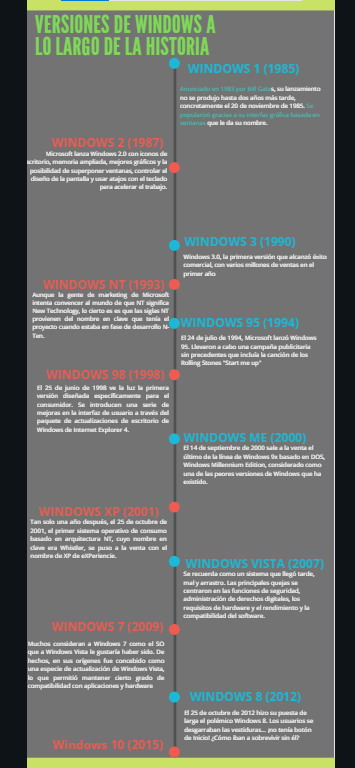 VERSIONES DE WINDOWS A
LO LARGO DE LA HISTORIA
WINDOWS 1 (1985)
Anunciado en 1983 por Bill Gates, su lanzamiento
no se produjo hasta dos años más tarde,
concretamente el 20 de noviembre de 1985. Se
popularizó gracias a su interfaz gráfica basada en
ventanas que le da su nombre.
WINDOWS 2 (1987)
Microsoft lanza Windows 2.0 con iconos de
scritorio, memoria ampliada, mejores gráficos y la
posibilidad de superponer ventanas, controlar el
diseño de la pantalla y usar atajos con el teclado
para acelerar el trabajo.
WINDOWS 3 (1990)
Windows 3.0, la primera versión que alcanzó éxito
comercial, con varios millones de ventas en el
primer año
WINDOWS NT (1993)
Aunque la gente de marketing de Microsoft
intenta convencer al mundo de que NT significa
New Technology, lo cierto es es que las siglas NT
provienen del nombre en clave que tenía el
proyecto cuando estaba en fase de desarrollo N-
Ten.
WINDOWS 95 (1994)
El 24 de julio de 1994, Microsoft lanzó Windows
95. Llevaron a cabo una campaña publicitaria
sin precedentes que incluía la canción de los
Rolling Stones "Start me up"
WINDOWS 98 (1998)
El 25 de junio de 1998 ve la luz la primera
versión diseñada específicamente para el
consumidor. Se introducen una serie de
mejoras en la interfaz de usuario a través del
paquete de actualizaciones de escritorio de
Windows de Internet Explorer 4.
WINDOWS ME (2000)
El 14 de septiembre de 2000 sale a la venta el
último de la línea de Windows 9x basado en DOS,
Windows Millennium Edition, considerado como
una de las peores versiones de Windows que ha
existido.
WINDOWS XP (2001)
Tan solo una año después, el 25 de octubre de
2001, el primer sistema operativo de consumo
basado en arquitectura NT, cuyo nombre en
clave era Whistler, se puso a la venta con el
nombre de XP de eXPeriencie.
WINDOWS VISTA (2007)
Se recuerda como un sistema que llegó tarde,
mal y arrastro. Las principales quejas se
centraron en las funciones de seguridad,
administración de derechos digitales, los
requisitos de hardware y el rendimiento y la
compatibilidad del software.
WINDOWS 7 (2009)
Muchos consideran a Windows 7 como el SO
que a Windows Vista le gustaría haber sido. De
hechos, en sus orígenes fue concebido como
una especie de actualización de Windows Vista,
lo que permitió mantener cierto grado de
compatibilidad con aplicaciones y hardware
WINDOWS 8 (2012)
El 25 de octubre de 2012 hizo su puesta de
larga el polémico Windows 8. Los usuarios se
desgarraban las vestiduras... ¡no tenía botón
de Inicio! ¿Cómo iban a sobrevivir sin él?
Windows 10 (2015)